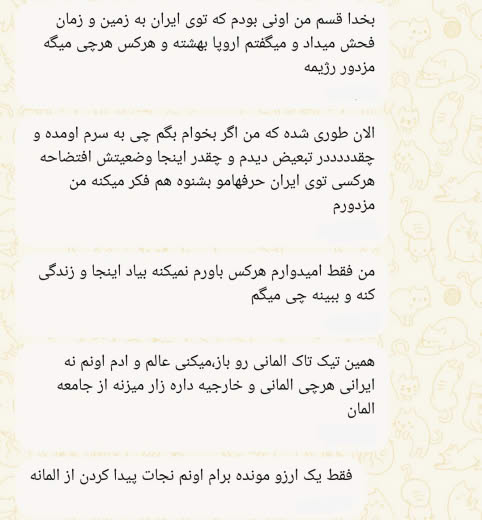 بخدا قسم من اونی بودم که توی ایران به زمین و زمان
فحش میداد و میگفتم اروپا بهشته و هرکس هرچی میگه
مزدور رژیمه
الان طوری شده که من اگر بخوام بگم چی به سرم اومده و
چقدددددر تبعیض دیدم و چقدر اینجا وضعیتش افتضاحه
هرکسی توی ایران حرفهامو بشنوه هم فکر میکنه من
مزدورم
من فقط امیدوارم هرکس باورم نمیکنه بیاد اینجا و زندگی
کنه و ببینه چی میگم
همین تیک تاک المانی رو باز،میکنی عالم و ادم اونم نه
ایرانی هرچی المانی و خارجیه داره زار میزنه از جامعه
المان
فقط یک ارزو مونده برام اونم نجات پیدا کردن از المانه